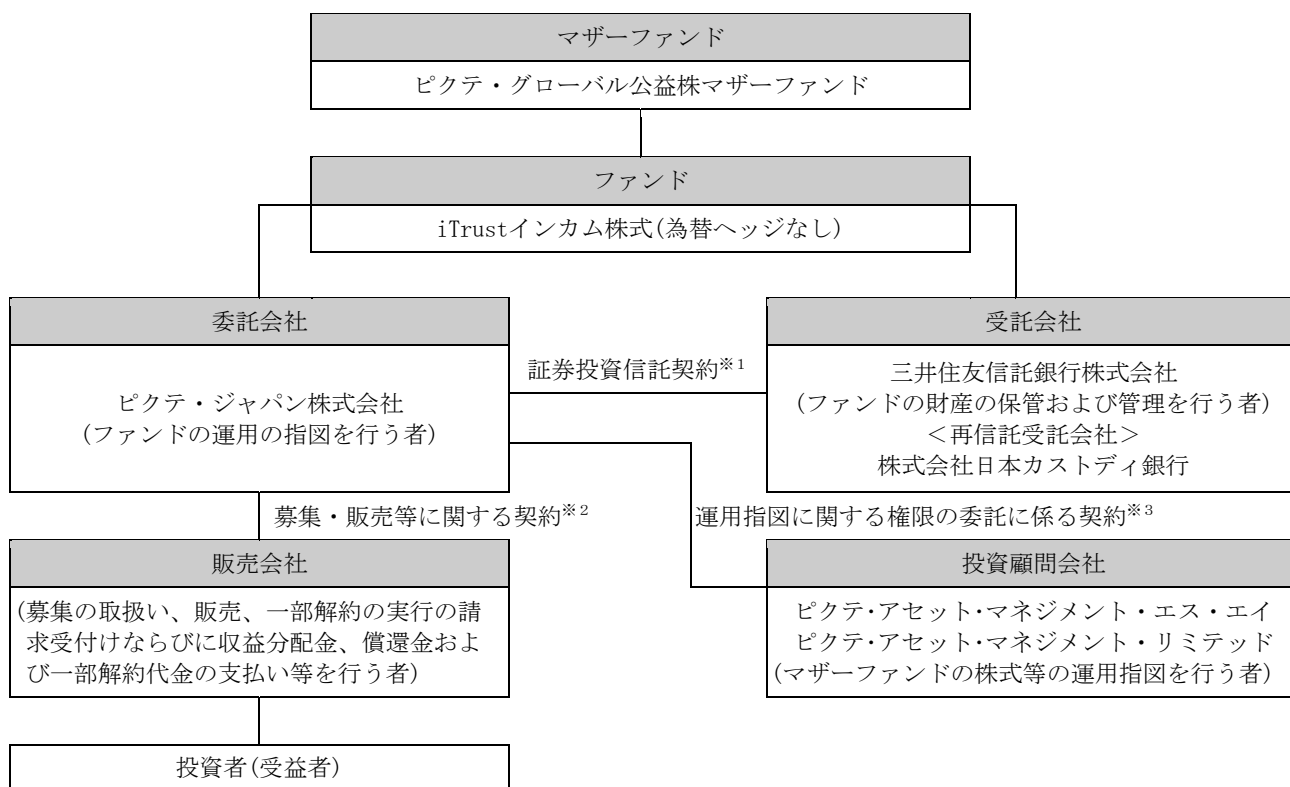 マザーファンド
ピクテ・グローバル公益株マザーファンド
ファンド
iTrustインカム株式(為替ヘッジなし)
委託会社
ピクテ・ジャパン株式会社
(ファンドの運用の指図を行う者)
証券投資信託契約※1
受託会社
三井住友信託銀行株式会社
(ファンドの財産の保管および管理を行う者)
＜再信託受託会社＞
株式会社日本カストディ銀行
募集・販売等に関する契約※2
運用指図に関する権限の委託に係る契約※3
販売会社
(募集の取扱い、販売、一部解約の実行の請
求受付けならびに収益分配金、償還金およ
び一部解約代金の支払い等を行う者)
投資顧問会社
ピクテ･アセット･マネジメント・エス・エイ
ピクテ･アセット･マネジメント・リミテッド
(マザーファンドの株式等の運用指図を行う者)
投資者(受益者)